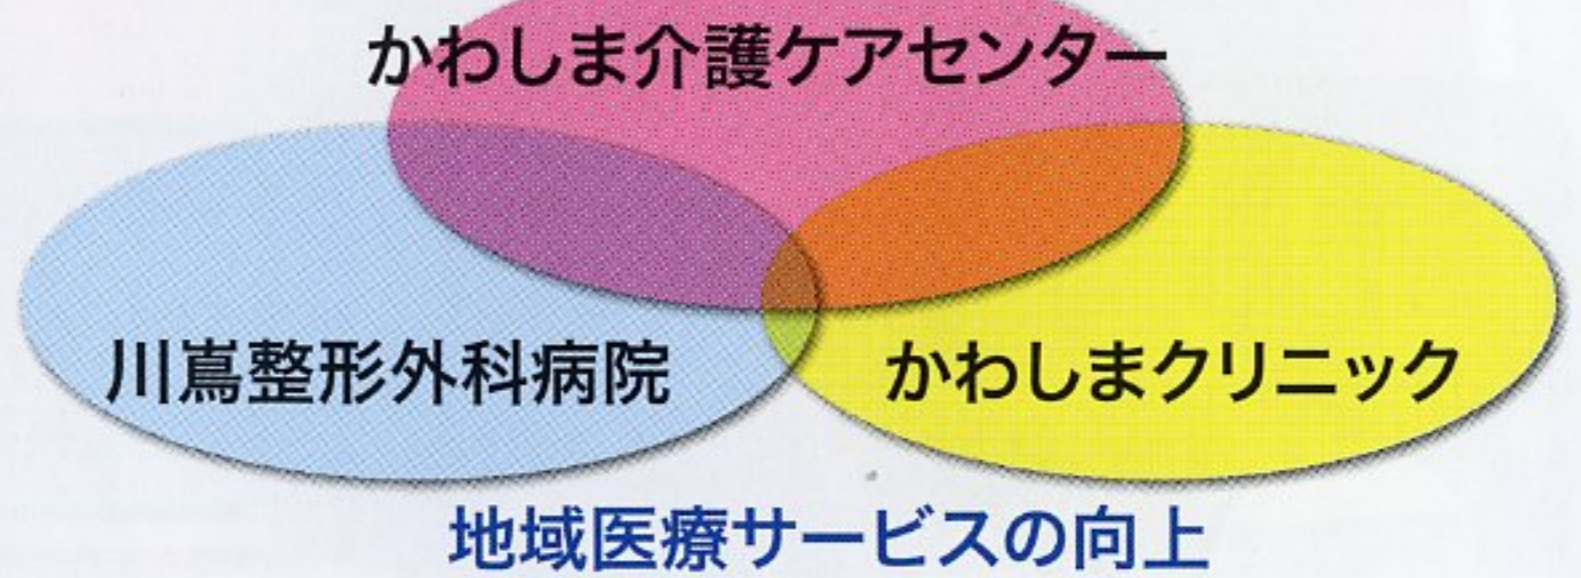 かわしま介護ケアセンター
川嶌整形外科病院
かわしまクリニック
地域医療サービスの向上